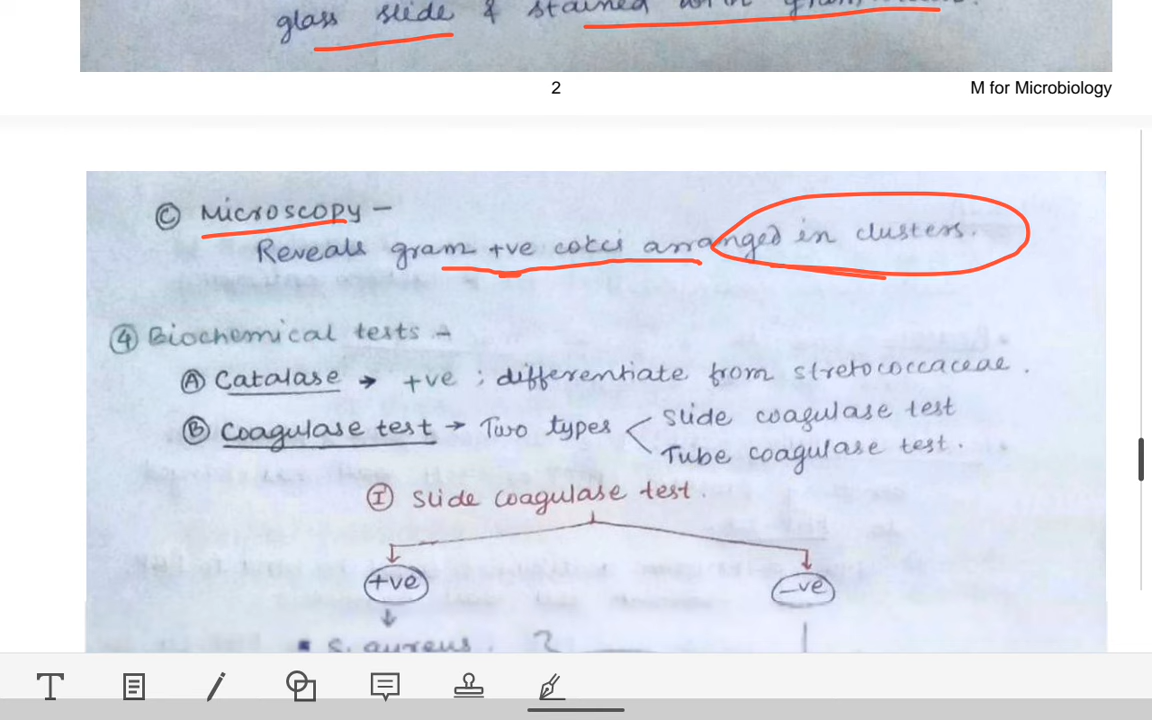 glass slide & stained with
2
M for Microbiology
Ⓒ Microscopy –
Reveals gram +ve cocci arranged in clusters.
④ Biochemical tests –
Ⓐ Catalase → +ve ; differentiate from stretococcaceae.
Ⓑ Coagulase test → Two types < Slide coagulase test
Tube coagulase test.
Ⓘ Slide coagulase test.
+ve
–ve
▪ S. aureus.
T